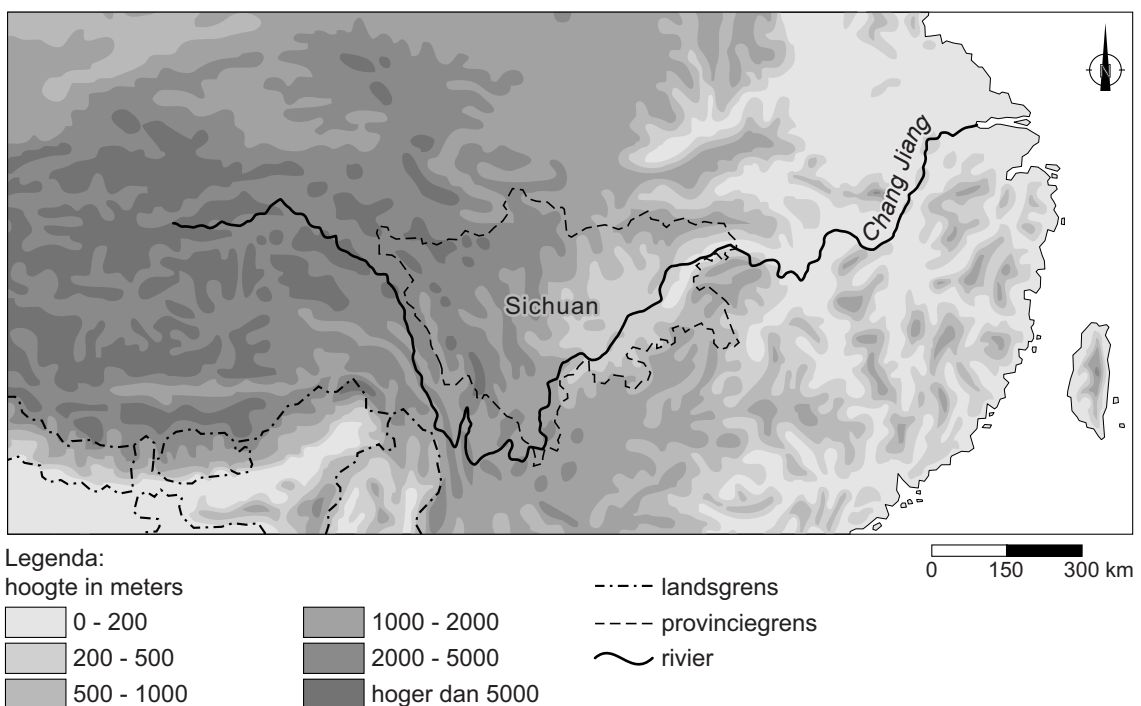 N
Chang Jiang
Sichuan
Legenda:
hoogte in meters
0 - 200
200 - 500
500 - 1000
1000 - 2000
2000 - 5000
hoger dan 5000
landsgrens
provinciegrens
rivier
0 150 300 km